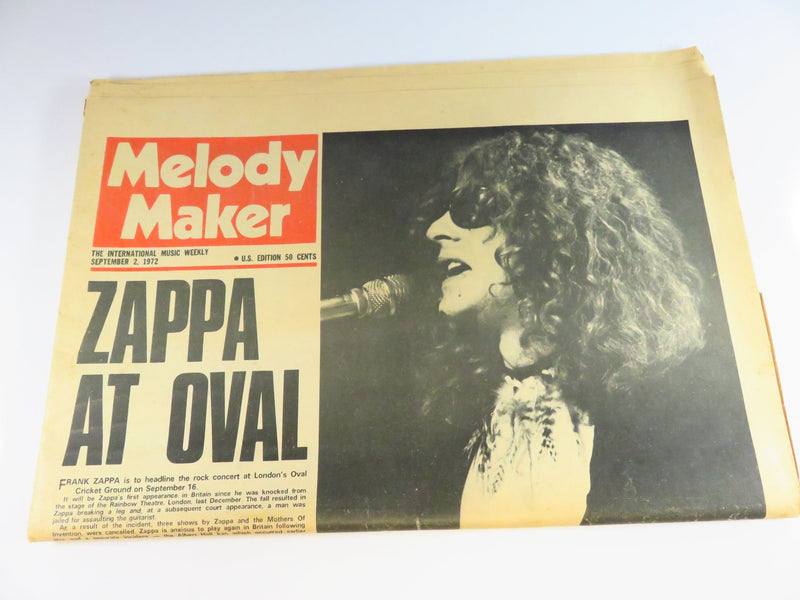 Melody
Maker
THE INTERNATIONAL MUSIC WEEKLY
SEPTEMBER 2, 1972
● U.S. EDITION 50 CENTS
ZAPPA
AT OVAL
FRANK ZAPPA is to headline the rock concert at London's Oval
Cricket Ground on September 16.
It will be Zappa's first appearance in Britain since he was knocked from
the stage of the Rainbow Theatre, London, last December. The fall resulted in
Zappa breaking a leg and, at a subsequent court appearance, a man was
jailed for assaulting the guitarist.
As a result of the incident, three shows by Zappa and the Mothers Of
Invention, were cancelled. Zappa is anxious to play again in Britain following